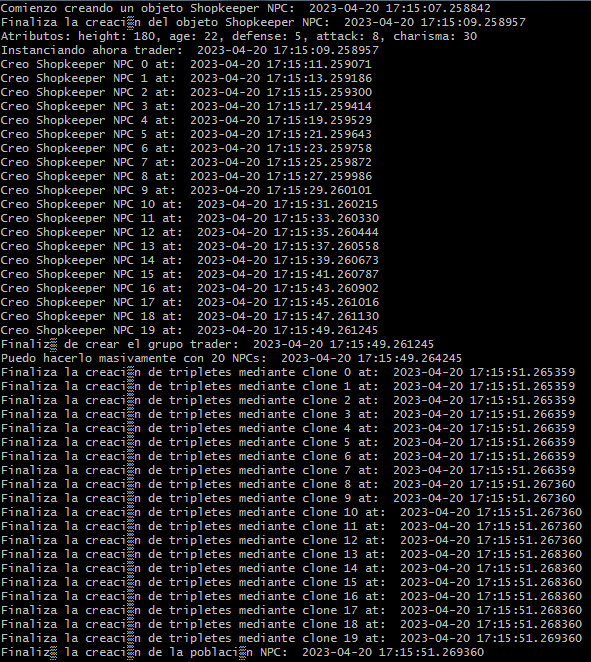 Comienzo creando un objeto Shopkeeper NPC:  2023-04-20 17:15:07.258842
Finaliza la creaci▒n del objeto Shopkeeper NPC:  2023-04-20 17:15:09.258957
Atributos: height: 180, age: 22, defense: 5, attack: 8, charisma: 30
Instanciando ahora trader:  2023-04-20 17:15:09.258957
Creo Shopkeeper NPC 0 at:  2023-04-20 17:15:11.259071
Creo Shopkeeper NPC 1 at:  2023-04-20 17:15:13.259186
Creo Shopkeeper NPC 2 at:  2023-04-20 17:15:15.259300
Creo Shopkeeper NPC 3 at:  2023-04-20 17:15:17.259414
Creo Shopkeeper NPC 4 at:  2023-04-20 17:15:19.259529
Creo Shopkeeper NPC 5 at:  2023-04-20 17:15:21.259643
Creo Shopkeeper NPC 6 at:  2023-04-20 17:15:23.259758
Creo Shopkeeper NPC 7 at:  2023-04-20 17:15:25.259872
Creo Shopkeeper NPC 8 at:  2023-04-20 17:15:27.259986
Creo Shopkeeper NPC 9 at:  2023-04-20 17:15:29.260101
Creo Shopkeeper NPC 10 at:  2023-04-20 17:15:31.260215
Creo Shopkeeper NPC 11 at:  2023-04-20 17:15:33.260330
Creo Shopkeeper NPC 12 at:  2023-04-20 17:15:35.260444
Creo Shopkeeper NPC 13 at:  2023-04-20 17:15:37.260558
Creo Shopkeeper NPC 14 at:  2023-04-20 17:15:39.260673
Creo Shopkeeper NPC 15 at:  2023-04-20 17:15:41.260787
Creo Shopkeeper NPC 16 at:  2023-04-20 17:15:43.260902
Creo Shopkeeper NPC 17 at:  2023-04-20 17:15:45.261016
Creo Shopkeeper NPC 18 at:  2023-04-20 17:15:47.261130
Creo Shopkeeper NPC 19 at:  2023-04-20 17:15:49.261245
Finaliz▒ de crear el grupo trader:  2023-04-20 17:15:49.261245
Puedo hacerlo masivamente con 20 NPCs:  2023-04-20 17:15:49.264245
Finaliza la creaci▒n de tripletes mediante clone 0 at:  2023-04-20 17:15:51.265359
Finaliza la creaci▒n de tripletes mediante clone 1 at:  2023-04-20 17:15:51.266359
Finaliza la creaci▒n de tripletes mediante clone 2 at:  2023-04-20 17:15:51.266359
Finaliza la creaci▒n de tripletes mediante clone 3 at:  2023-04-20 17:15:51.266359
Finaliza la creaci▒n de tripletes mediante clone 4 at:  2023-04-20 17:15:51.266359
Finaliza la creaci▒n de tripletes mediante clone 5 at:  2023-04-20 17:15:51.266359
Finaliza la creaci▒n de tripletes mediante clone 6 at:  2023-04-20 17:15:51.266359
Finaliza la creaci▒n de tripletes mediante clone 7 at:  2023-04-20 17:15:51.266359
Finaliza la creaci▒n de tripletes mediante clone 8 at:  2023-04-20 17:15:51.267360
Finaliza la creaci▒n de tripletes mediante clone 9 at:  2023-04-20 17:15:51.267360
Finaliza la creaci▒n de tripletes mediante clone 10 at:  2023-04-20 17:15:51.267360
Finaliza la creaci▒n de tripletes mediante clone 11 at:  2023-04-20 17:15:51.267360
Finaliza la creaci▒n de tripletes mediante clone 12 at:  2023-04-20 17:15:51.267360
Finaliza la creaci▒n de tripletes mediante clone 13 at:  2023-04-20 17:15:51.268360
Finaliza la creaci▒n de tripletes mediante clone 14 at:  2023-04-20 17:15:51.268360
Finaliza la creaci▒n de tripletes mediante clone 15 at:  2023-04-20 17:15:51.268360
Finaliza la creaci▒n de tripletes mediante clone 16 at:  2023-04-20 17:15:51.268360
Finaliza la creaci▒n de tripletes mediante clone 17 at:  2023-04-20 17:15:51.268360
Finaliza la creaci▒n de tripletes mediante clone 18 at:  2023-04-20 17:15:51.268360
Finaliza la creaci▒n de tripletes mediante clone 19 at:  2023-04-20 17:15:51.269360
Finaliz▒ la creaci▒n de la poblaci▒n NPC:  2023-04-20 17:15:51.269360